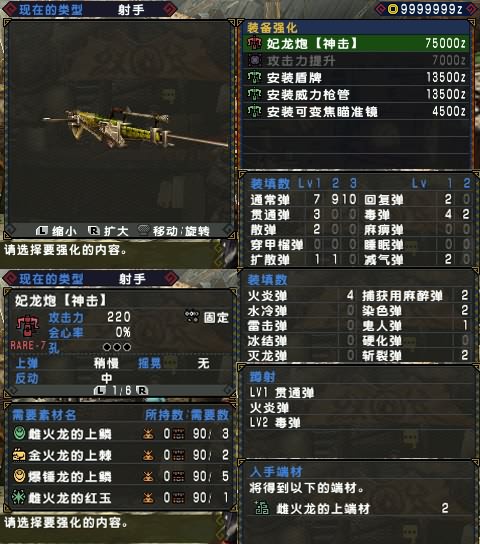 现在的类型 射手
缩小 扩大 移动/旋转
请选择要强化的内容。
9999999z
装备强化
妃龙炮【神击】 75000z
攻击力提升 7000z
安装盾牌 13500z
安装威力枪管 13500z
安装可变焦瞄准镜 4500z
装填数 Lv1 2 3 Lv 1 2
通常弹 7 9 10 回复弹 2 0
贯通弹 3 0 0 毒弹 4 2
散弹 2 0 0 麻痹弹 0 0
穿甲榴弹 0 0 0 睡眠弹 0 0
扩散弹 1 1 0 减气弹 2 0
现在的类型 射手
妃龙炮【神击】
攻击力 220 固定
会心率 0%
RARE-7 孔
上弹 稍慢 摇晃 无
反动 中
L 1/6 R
需要素材名 所持数 需要数
雌火龙的上鳞 0 90/ 3
金火龙的上棘 0 90/ 2
爆锤龙的上鳞 0 90/ 5
雌火龙的红玉 0 90/ 1
请选择要强化的内容。
装填数
火炎弹 4 捕获用麻醉弹 2
水冷弹 0 染色弹 2
雷击弹 0 鬼人弹 1
冰结弹 0 硬化弹 0
灭龙弹 0 斩裂弹 2
蹲射
LV1 贯通弹
火炎弹
LV2 毒弹
入手端材
将得到以下的端材。
雌火龙的上端材 2